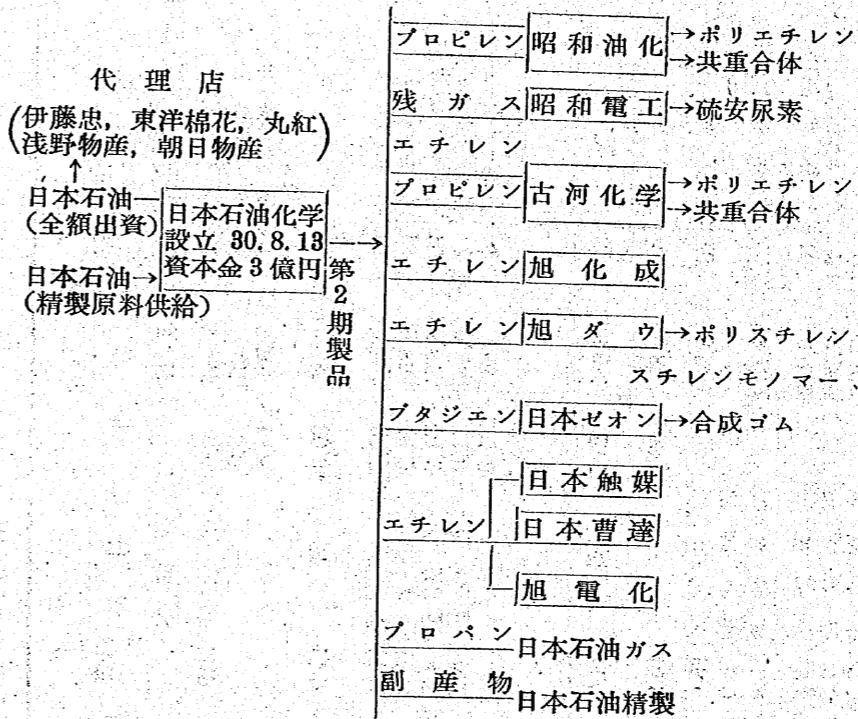 代理店
(伊藤忠, 東洋棉花, 丸紅
浅野物産, 朝日物産)
↑
日本石油—
(全額出資)
日本石油→
(精製原料供給)
日本石油化学
設立 30.8.13
資本金3億円
→
第2期製品
プロピレン 昭和油化 →ポリエチレン
→共重合体
残ガス 昭和電工 →硫安尿素
エチレン
プロピレン 古河化学 →ポリエチレン
→共重合体
エチレン 旭化成
エチレン 旭ダウ →ポリスチレン
スチレンモノマー、
ブタジエン 日本ゼオン →合成ゴム
日本触媒
エチレン 日本曹達
旭電化
プロパン 日本石油ガス
副産物 日本石油精製